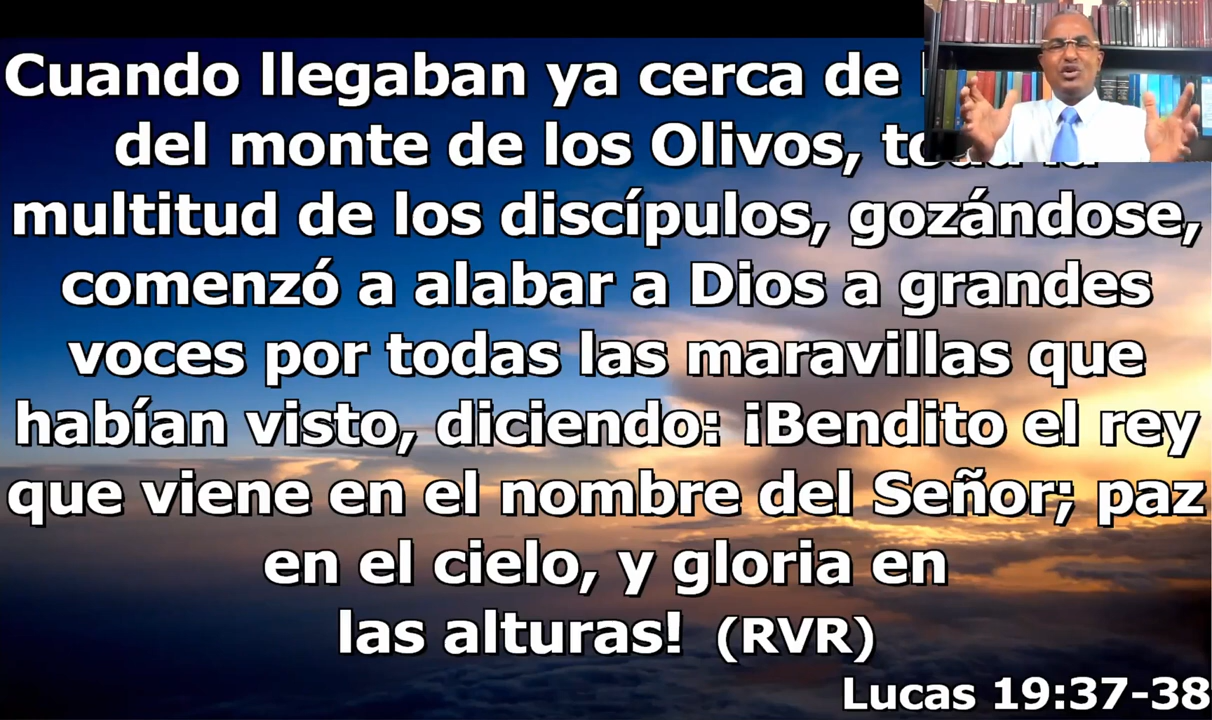 Cuando llegaban ya cerca de
del monte de los Olivos, toda la
multitud de los discípulos, gozándose,
comenzó a alabar a Dios a grandes
voces por todas las maravillas que
habían visto, diciendo: ¡Bendito el rey
que viene en el nombre del Señor; paz
en el cielo, y gloria en
las alturas! (RVR)
Lucas 19:37-38